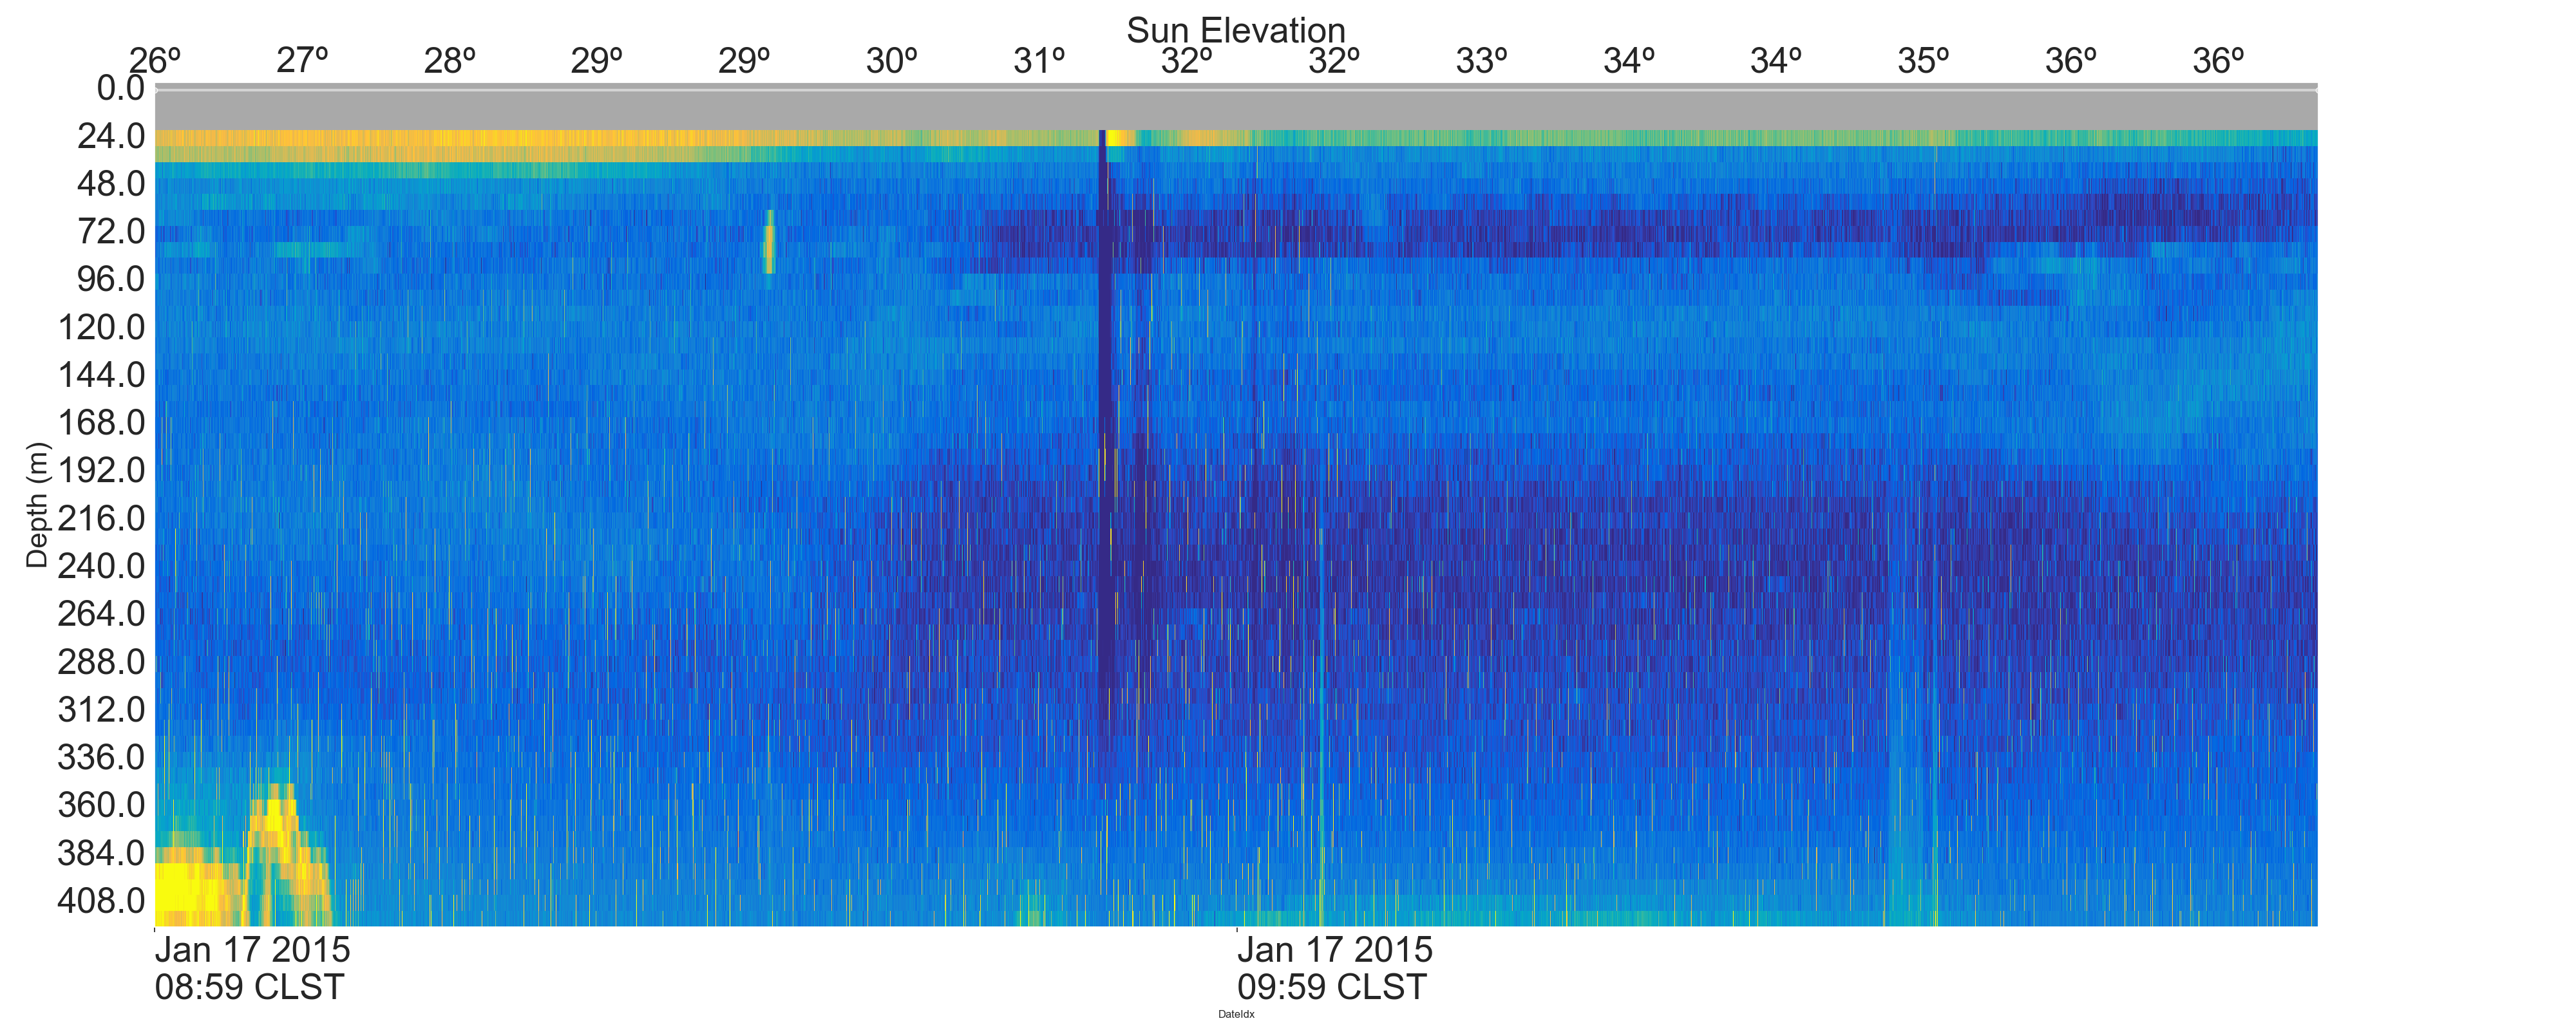 Sun Elevation
26º 27º 28º 29º 29º 30º 31º 32º 32º 33º 34º 34º 35º 36º 36º
0.0
24.0
48.0
72.0
96.0
120.0
144.0
168.0
192.0
216.0
240.0
264.0
288.0
312.0
336.0
360.0
384.0
408.0
Depth (m)
Jan 17 2015
08:59 CLST
Jan 17 2015
09:59 CLST
DateIdx